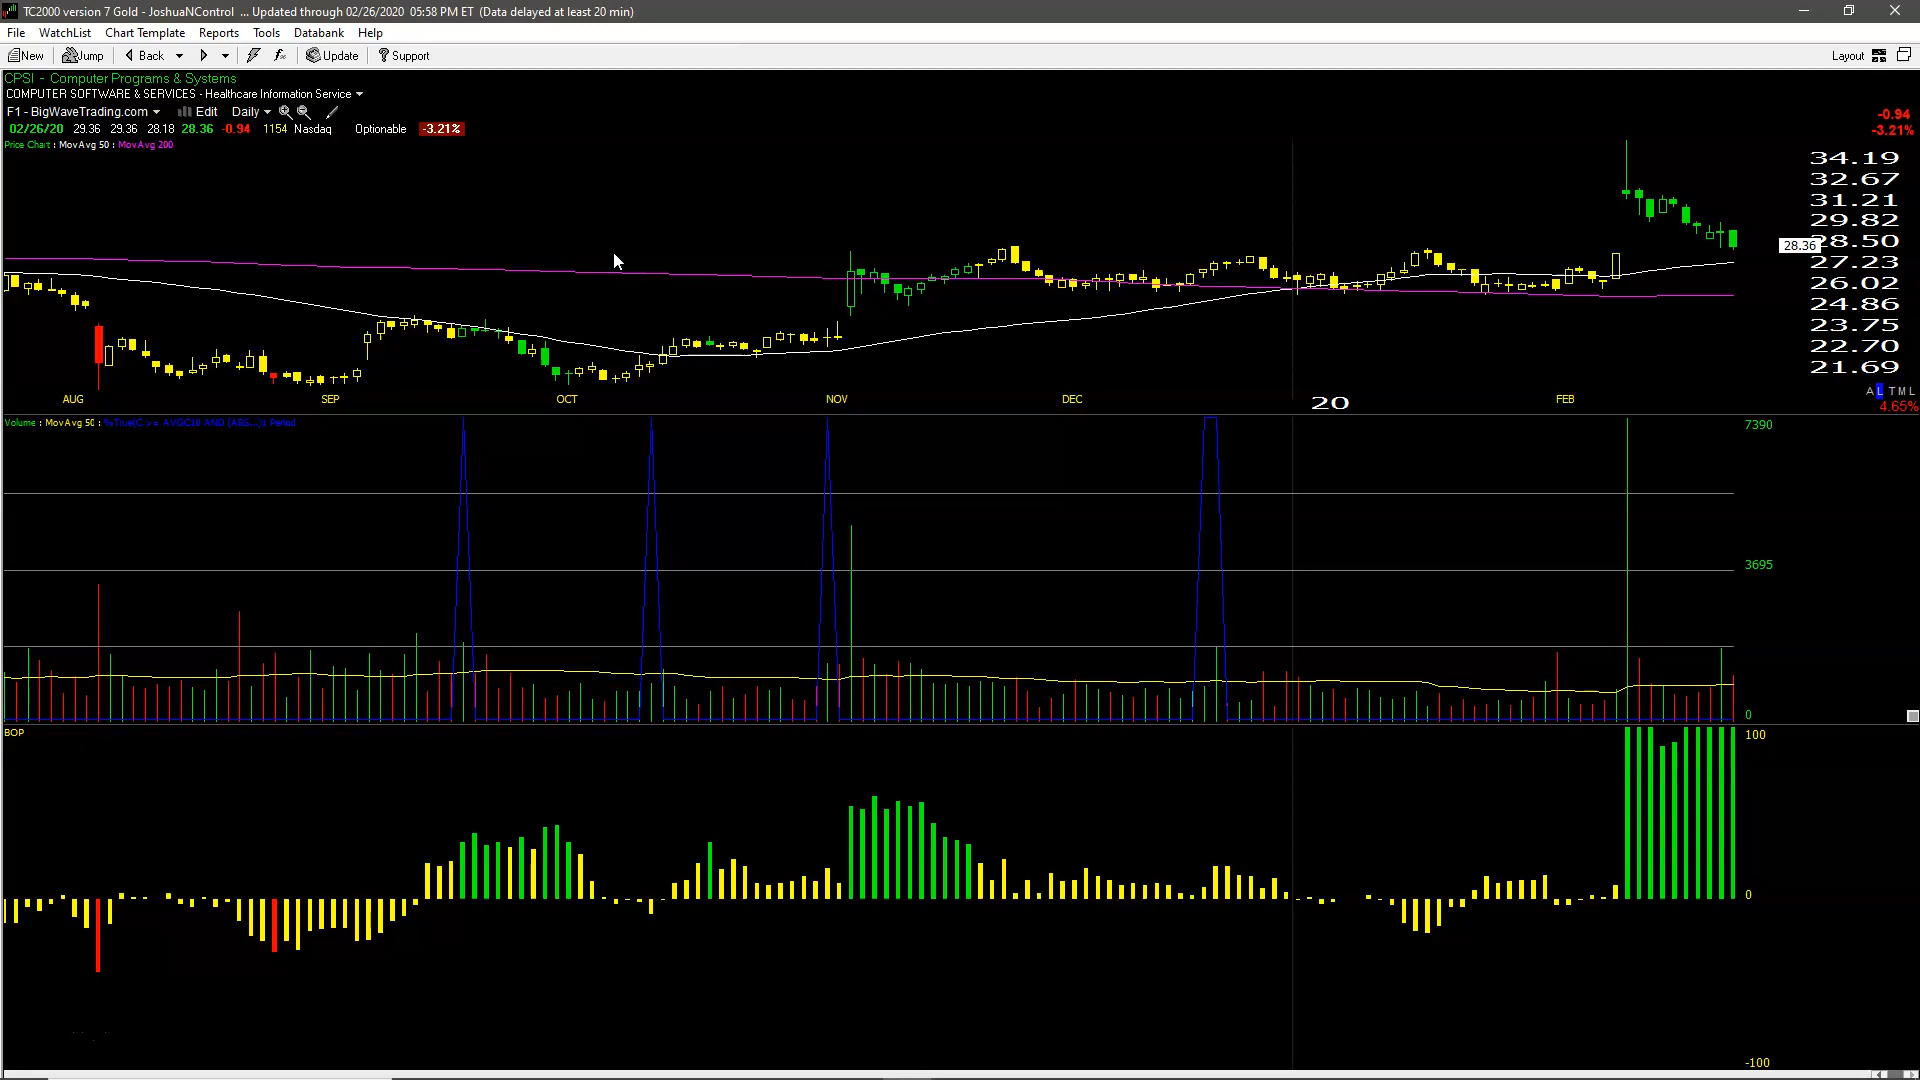 TC2000 version 7 Gold - JoshuaNControl ... Updated through 02/26/2020 05:58 PM ET (Data delayed at least 20 min)
File WatchList Chart Template Reports Tools Databank Help
New Jump Back Update Support Layout
CPSI - Computer Programs & Systems
COMPUTER SOFTWARE & SERVICES - Healthcare Information Service
F1 - BigWaveTrading.com Edit Daily
02/26/20 29.36 29.36 28.18 28.36 -0.94 1154 Nasdaq Optionable -3.21%
-0.94
-3.21%
Price Chart : MovAvg 50 : MovAvg 200
34.19
32.67
31.21
29.82
28.50
28.36
27.23
26.02
24.86
23.75
22.70
21.69
A L T M L
AUG SEP OCT NOV DEC 20 FEB
4.65%
Volume : MovAvg 50 : %True(C >= AVGC10 AND (ABS...)1 Period
7390
3695
0
BOP
100
0
-100